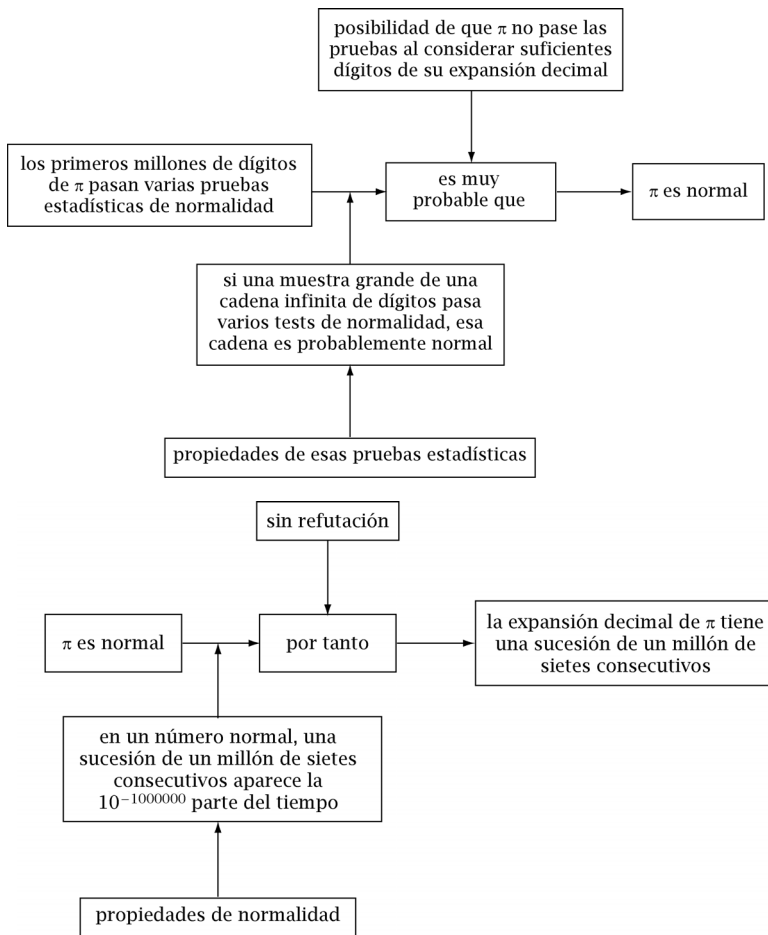 posibilidad de que π no pase las
pruebas al considerar suficientes
dígitos de su expansión decimal
los primeros millones de dígitos
de π pasan varias pruebas
estadísticas de normalidad
es muy
probable que
π es normal
si una muestra grande de una
cadena infinita de dígitos pasa
varios tests de normalidad, esa
cadena es probablemente normal
propiedades de esas pruebas estadísticas
sin refutación
π es normal
por tanto
la expansión decimal de π tiene
una sucesión de un millón de
sietes consecutivos
en un número normal, una
sucesión de un millón de sietes
consecutivos aparece la
10⁻¹⁰⁰⁰⁰⁰⁰ parte del tiempo
propiedades de normalidad